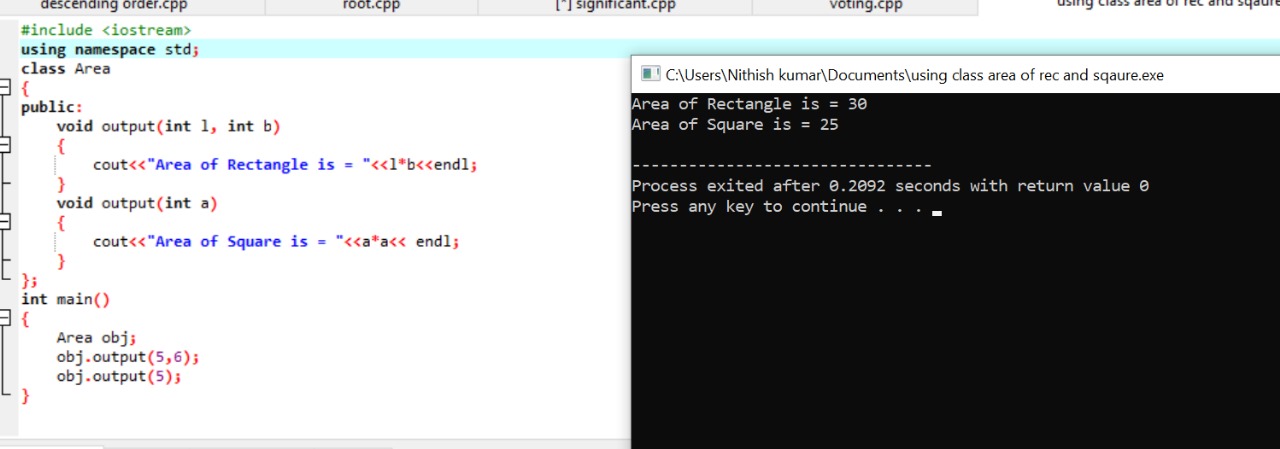 descending order.cpp root.cpp [*] significant.cpp voting.cpp using class area of rec and sqaure
#include <iostream>
using namespace std;
class Area
{
public:
    void output(int l, int b)
    {
        cout<<"Area of Rectangle is = "<<l*b<<endl;
    }
    void output(int a)
    {
        cout<<"Area of Square is = "<<a*a<< endl;
    }
};
int main()
{
    Area obj;
    obj.output(5,6);
    obj.output(5);
}
C:\Users\Nithish kumar\Documents\using class area of rec and sqaure.exe
Area of Rectangle is = 30
Area of Square is = 25
--------------------------------
Process exited after 0.2092 seconds with return value 0
Press any key to continue . . .